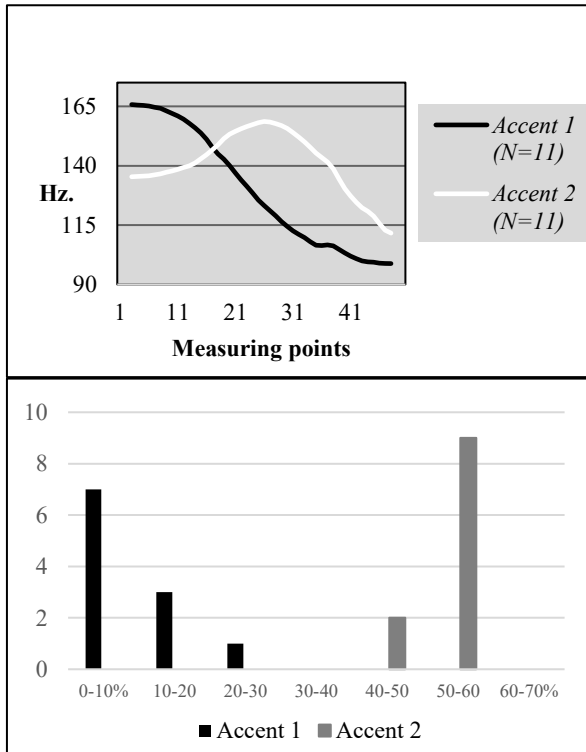 165
140
Hz.
115
90
1 11 21 31 41
Measuring points
Accent 1
(N=11)
Accent 2
(N=11)
10
8
6
4
2
0
0-10% 10-20 20-30 30-40 40-50 50-60 60-70%
Accent 1 Accent 2